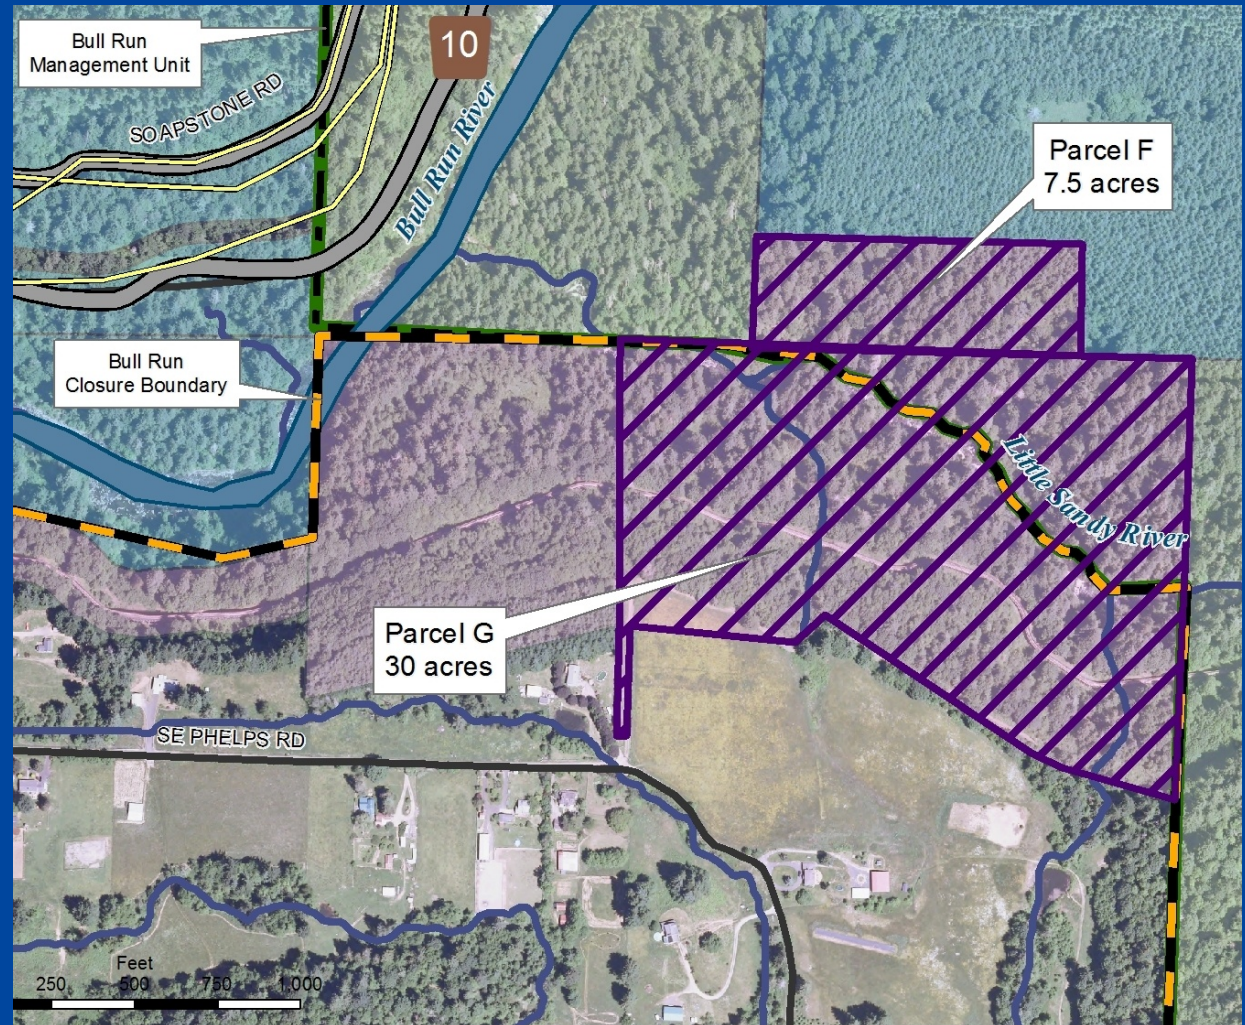 Bull Run
Management Unit
10
SOAPSTONE RD
Bull Run River
Parcel F
7.5 acres
Bull Run
Closure Boundary
Little Sandy River
Parcel G
30 acres
SE PHELPS RD
Feet
250 500 750 1,000